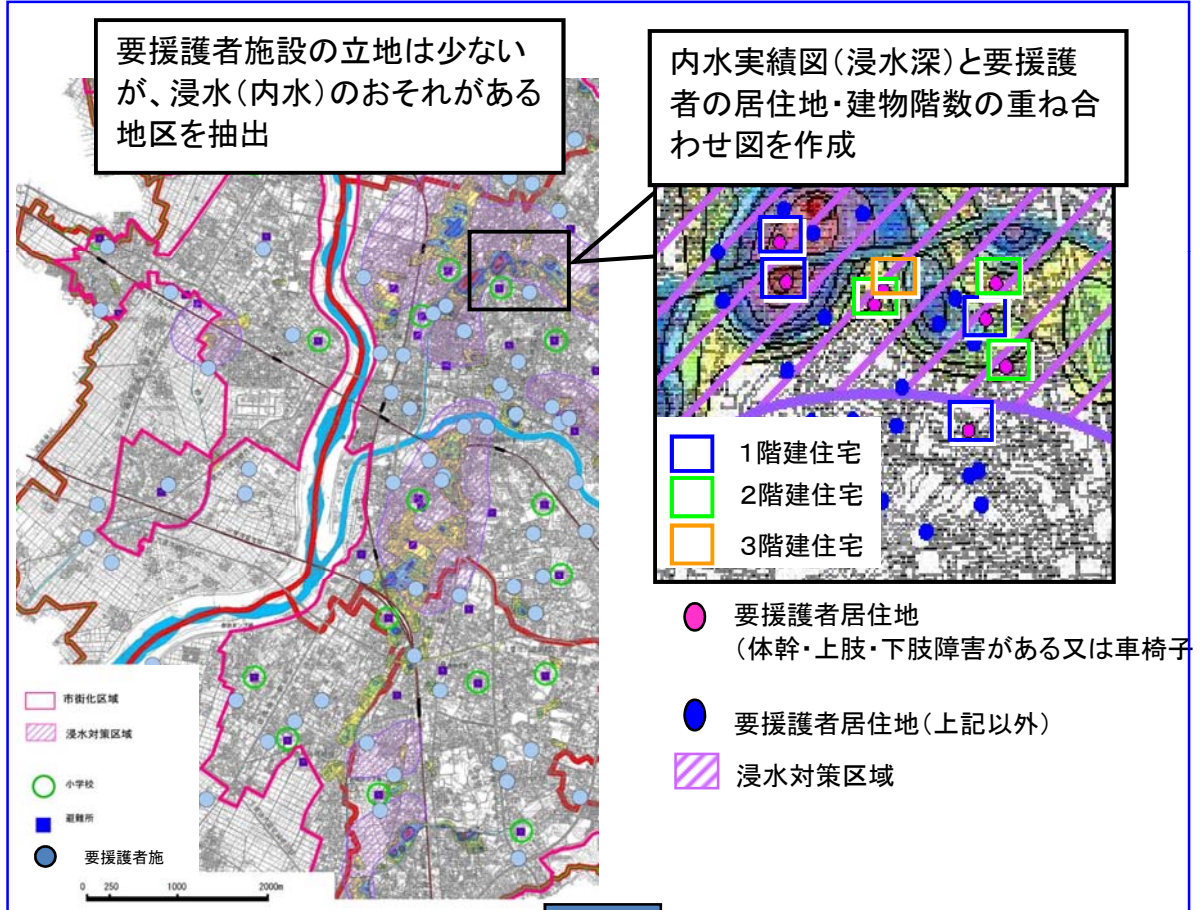 要援護者施設の立地は少ない
が、浸水（内水）のおそれがある
地区を抽出
内水実績図（浸水深）と要援護
者の居住地・建物階数の重ね合
わせ図を作成
1階建住宅
2階建住宅
3階建住宅
要援護者居住地
（体幹・上肢・下肢障害がある又は車椅子
要援護者居住地（上記以外）
浸水対策区域
市街化区域
浸水対策区域
小学校
避難所
要援護者施
0 250 1000 2000m